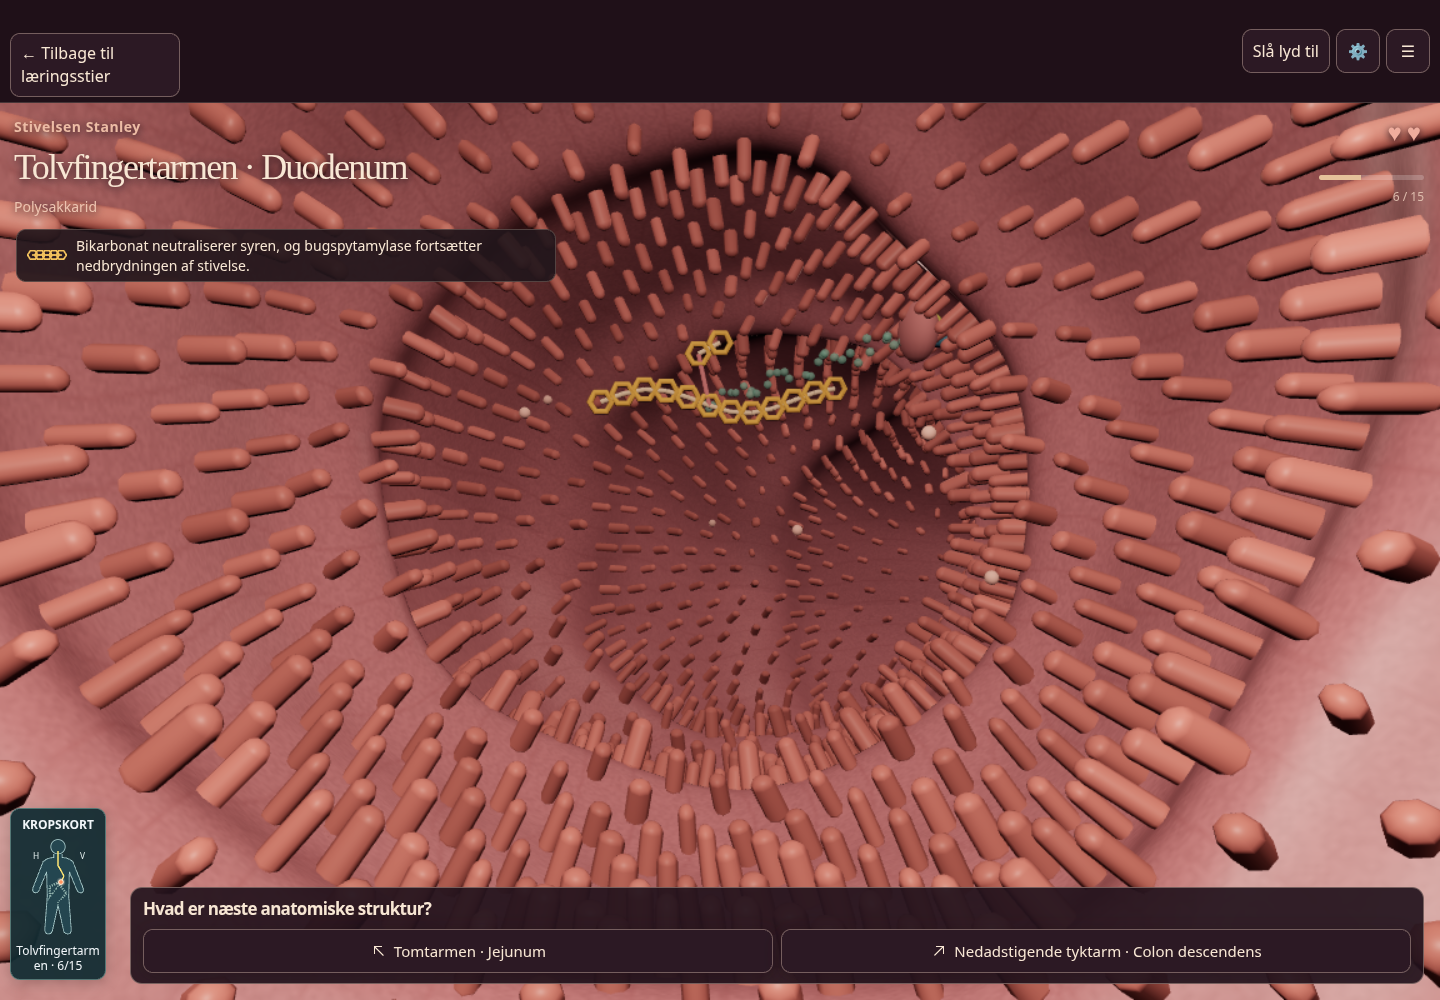 ← Tilbage til
læringsstier
Slå lyd til
⚙️
☰
Stivelsen Stanley
Tolvfingertarmen · Duodenum
♥ ♥
6 / 15
Polysakkarid
Bikarbonat neutraliserer syren, og bugspytamylase fortsætter
nedbrydningen af stivelse.
KROPSKORT
H V
Tolvfingertarm
en · 6/15
Hvad er næste anatomiske struktur?
↖ Tomtarmen · Jejunum
↗ Nedadstigende tyktarm · Colon descendens